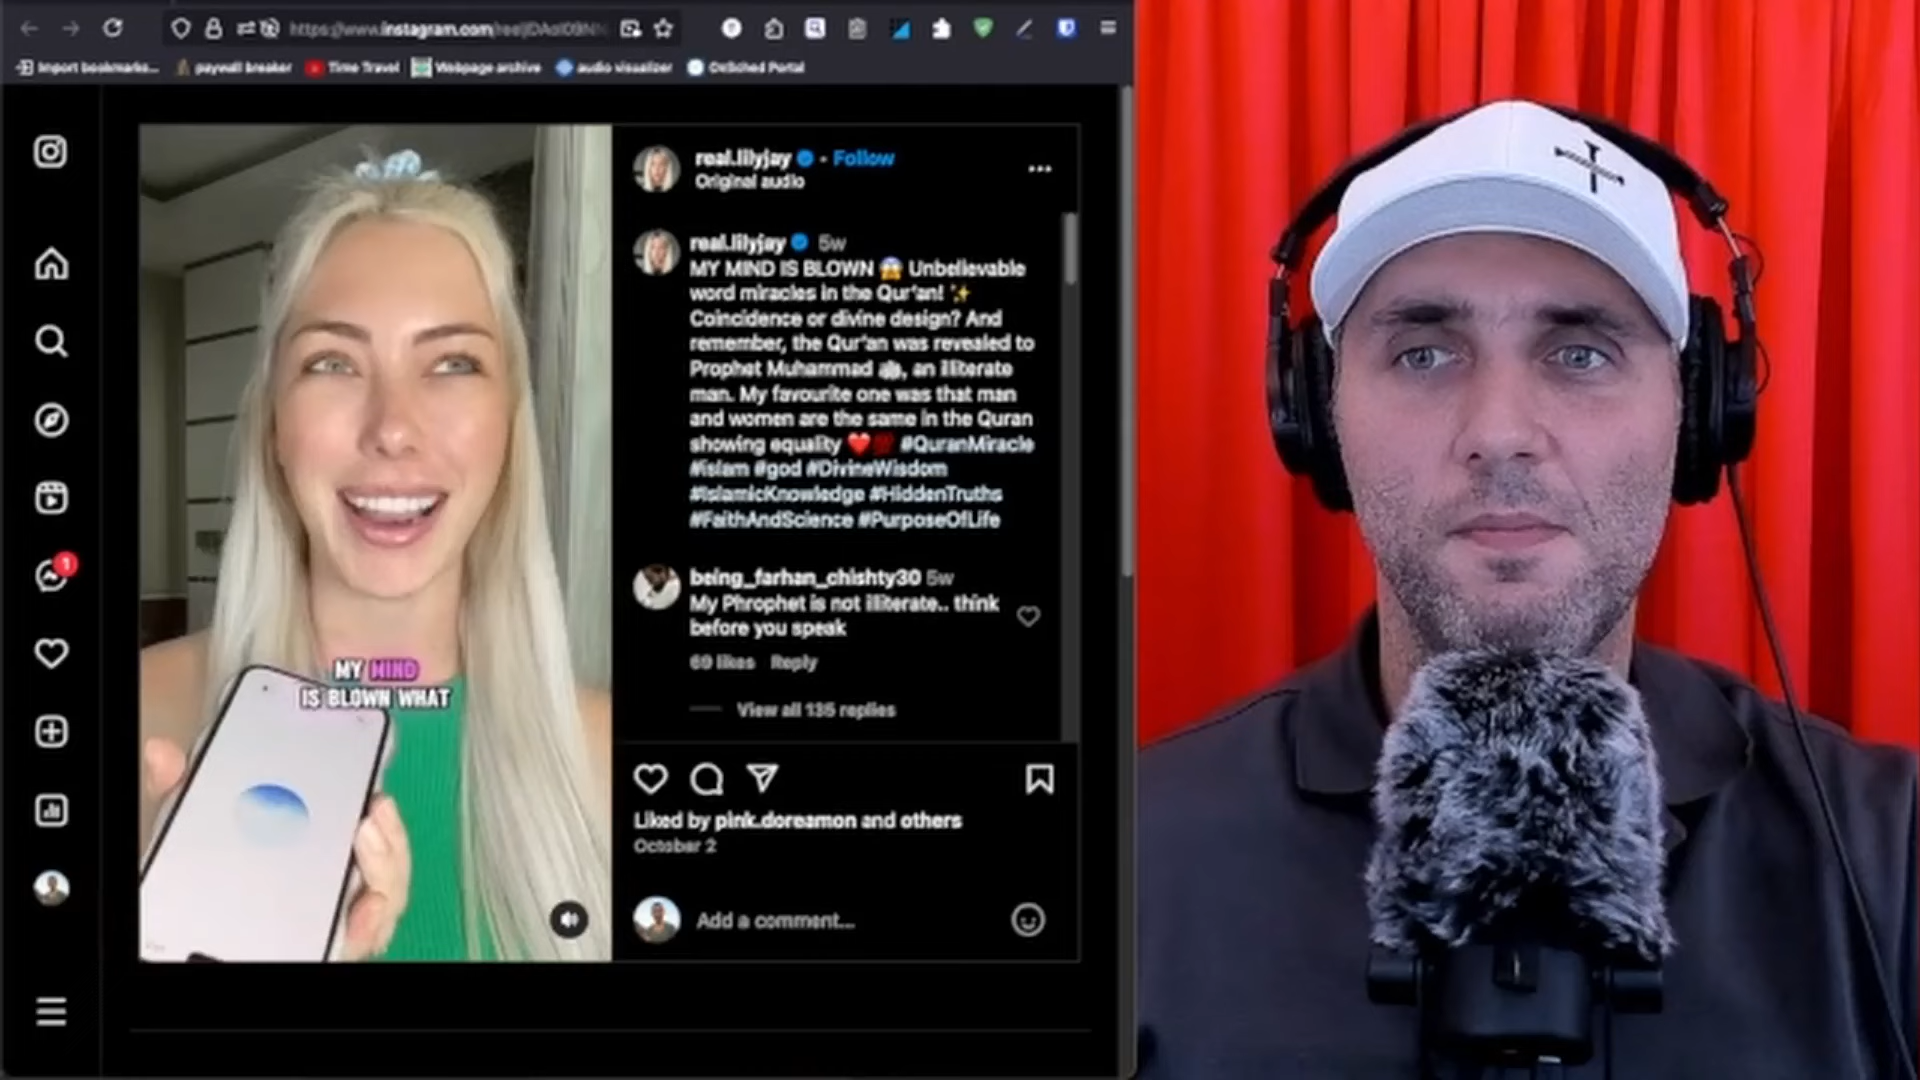 Import bookmarks...
paywall breaker
Time Travel
Webpage archive
audio visualizer
OnSched Portal
real.lilyjay • Follow
Original audio
real.lilyjay 5w
MY MIND IS BLOWN 😱 Unbelievable
word miracles in the Qur'an! ✨
Coincidence or divine design? And
remember, the Qur'an was revealed to
Prophet Muhammad ﷺ, an illiterate
man. My favourite one was that man
and women are the same in the Quran
showing equality ❤️💯 #QuranMiracle
#islam #god #DivineWisdom
#IslamicKnowledge #HiddenTruths
#FaithAndScience #PurposeOfLife
being_farhan_chishty30 5w
My Phrophet is not illiterate.. think
before you speak
69 likes Reply
View all 135 replies
MY MIND
IS BLOWN WHAT
1
Liked by pink.doreamon and others
October 2
Add a comment...